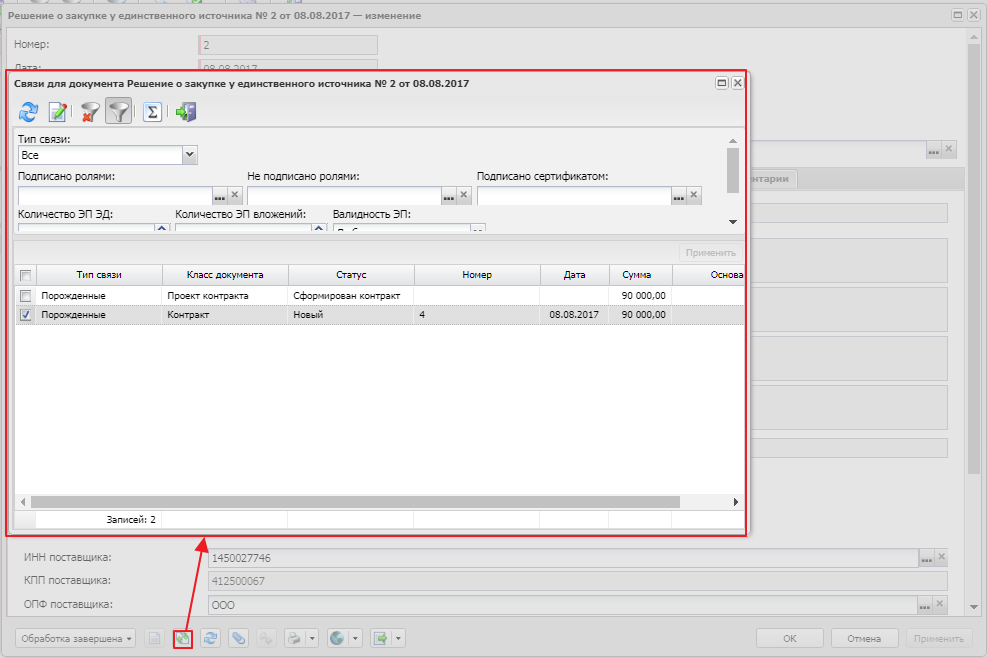 Решение о закупке у единственного источника № 2 от 08.08.2017 — изменение
Номер: 2
Дата: 08.08.2017
Связи для документа Решение о закупке у единственного источника № 2 от 08.08.2017
Тип связи:
Все
Подписано ролями: Не подписано ролями: Подписано сертификатом:
Количество ЭП ЭД: Количество ЭП вложений: Валидность ЭП:
нтарии
Применить
Тип связи Класс документа Статус Номер Дата Сумма Основа
Порожденные Проект контракта Сформирован контракт 90 000,00
Порожденные Контракт Новый 4 08.08.2017 90 000,00
Записей: 2
ИНН поставщика: 1450027746
КПП поставщика: 412500067
ОПФ поставщика: ООО
Обработка завершена ОК Отмена Применить